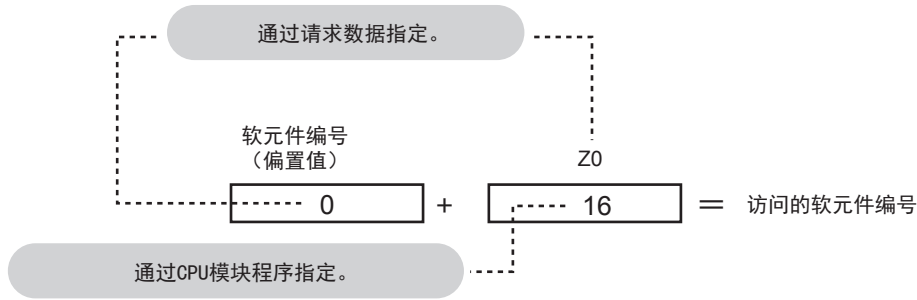 通过请求数据指定。
软元件编号
（偏置值）
Z0
0 + 16 = 访问的软元件编号
通过CPU模块程序指定。